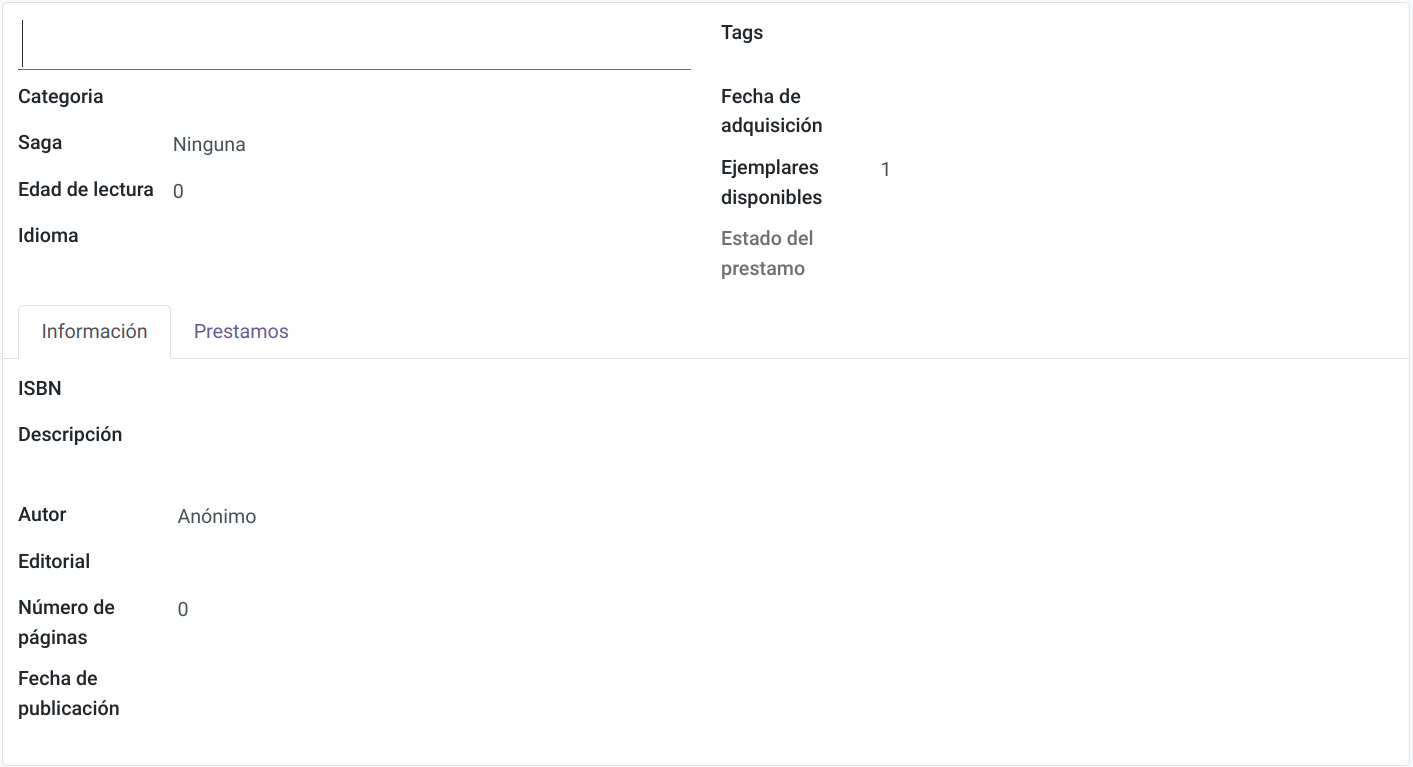 Categoria
Saga Ninguna
Edad de lectura 0
Idioma
Tags
Fecha de
adquisición
Ejemplares 1
disponibles
Estado del
prestamo
Información Prestamos
ISBN
Descripción
Autor Anónimo
Editorial
Número de 0
páginas
Fecha de
publicación